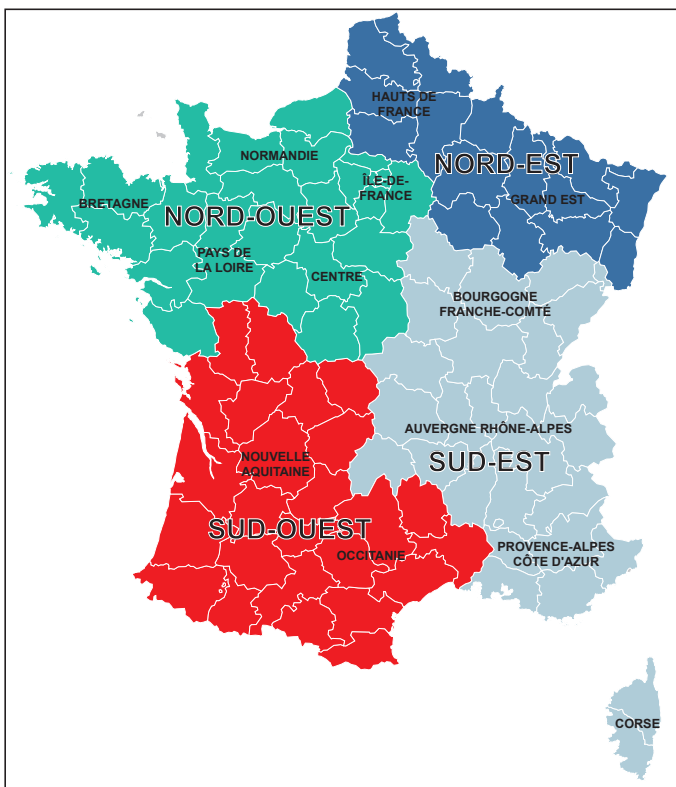 HAUTS DE
FRANCE
NORD-EST
NORMANDIE
ÎLE-DE-
FRANCE
BRETAGNE
GRAND EST
NORD-OUEST
PAYS DE
LA LOIRE
CENTRE
BOURGOGNE
FRANCHE-COMTÉ
AUVERGNE RHÔNE-ALPES
SUD-EST
NOUVELLE
AQUITAINE
SUD-OUEST
OCCITANIE
PROVENCE-ALPES
CÔTE D'AZUR
CORSE